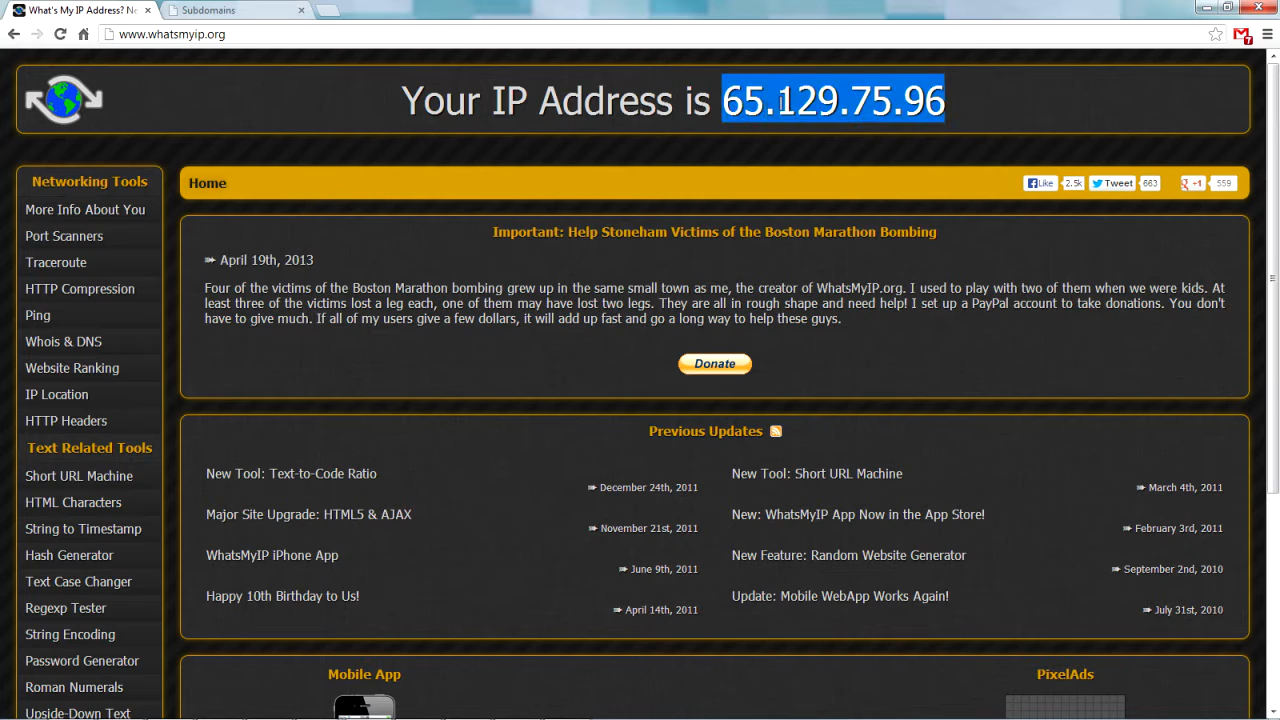 What's My IP Address? Ne
Subdomains
www.whatsmyip.org
7
Your IP Address is 65.129.75.96
Networking Tools
More Info About You
Port Scanners
Traceroute
HTTP Compression
Ping
Whois & DNS
Website Ranking
IP Location
HTTP Headers
Text Related Tools
Short URL Machine
HTML Characters
String to Timestamp
Hash Generator
Text Case Changer
Regexp Tester
String Encoding
Password Generator
Roman Numerals
Upside-Down Text
Home
Like 2.5k Tweet 663 +1 559
Important: Help Stoneham Victims of the Boston Marathon Bombing
April 19th, 2013
Four of the victims of the Boston Marathon bombing grew up in the same small town as me, the creator of WhatsMyIP.org. I used to play with two of them when we were kids. At
least three of the victims lost a leg each, one of them may have lost two legs. They are all in rough shape and need help! I set up a PayPal account to take donations. You don't
have to give much. If all of my users give a few dollars, it will add up fast and go a long way to help these guys.
Donate
Previous Updates
New Tool: Text-to-Code Ratio
December 24th, 2011
Major Site Upgrade: HTML5 & AJAX
November 21st, 2011
WhatsMyIP iPhone App
June 9th, 2011
Happy 10th Birthday to Us!
April 14th, 2011
New Tool: Short URL Machine
March 4th, 2011
New: WhatsMyIP App Now in the App Store!
February 3rd, 2011
New Feature: Random Website Generator
September 2nd, 2010
Update: Mobile WebApp Works Again!
July 31st, 2010
Mobile App
PixelAds